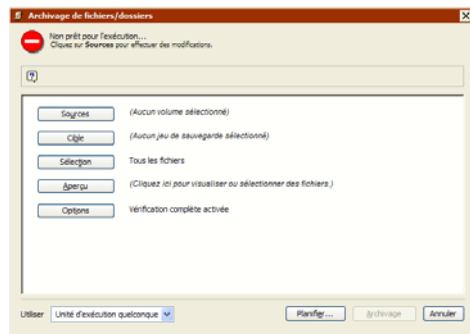 Archivage de fichiers/dossiers
Non prêt pour l'exécution...
Cliquez sur Sources pour effectuer des modifications.
Sources (Aucun volume sélectionné)
Cible (Aucun jeu de sauvegarde sélectionné)
Sélection Tous les fichiers
Aperçu (Cliquez ici pour visualiser ou sélectionner des fichiers.)
Options Vérification complète activée
Utiliser Unité d'exécution quelconque Planifier... Archivage Annuler